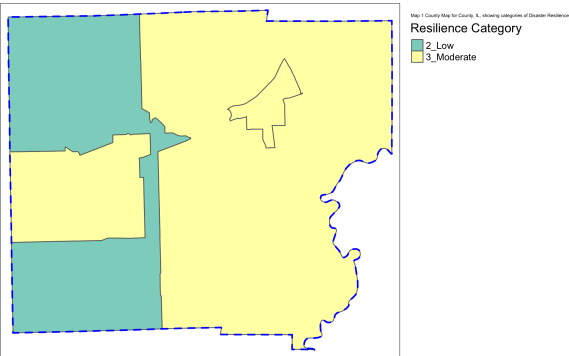 Map 1 County Map for County, IL, showing categories of Disaster Resilience
Resilience Category
2_Low
3_Moderate